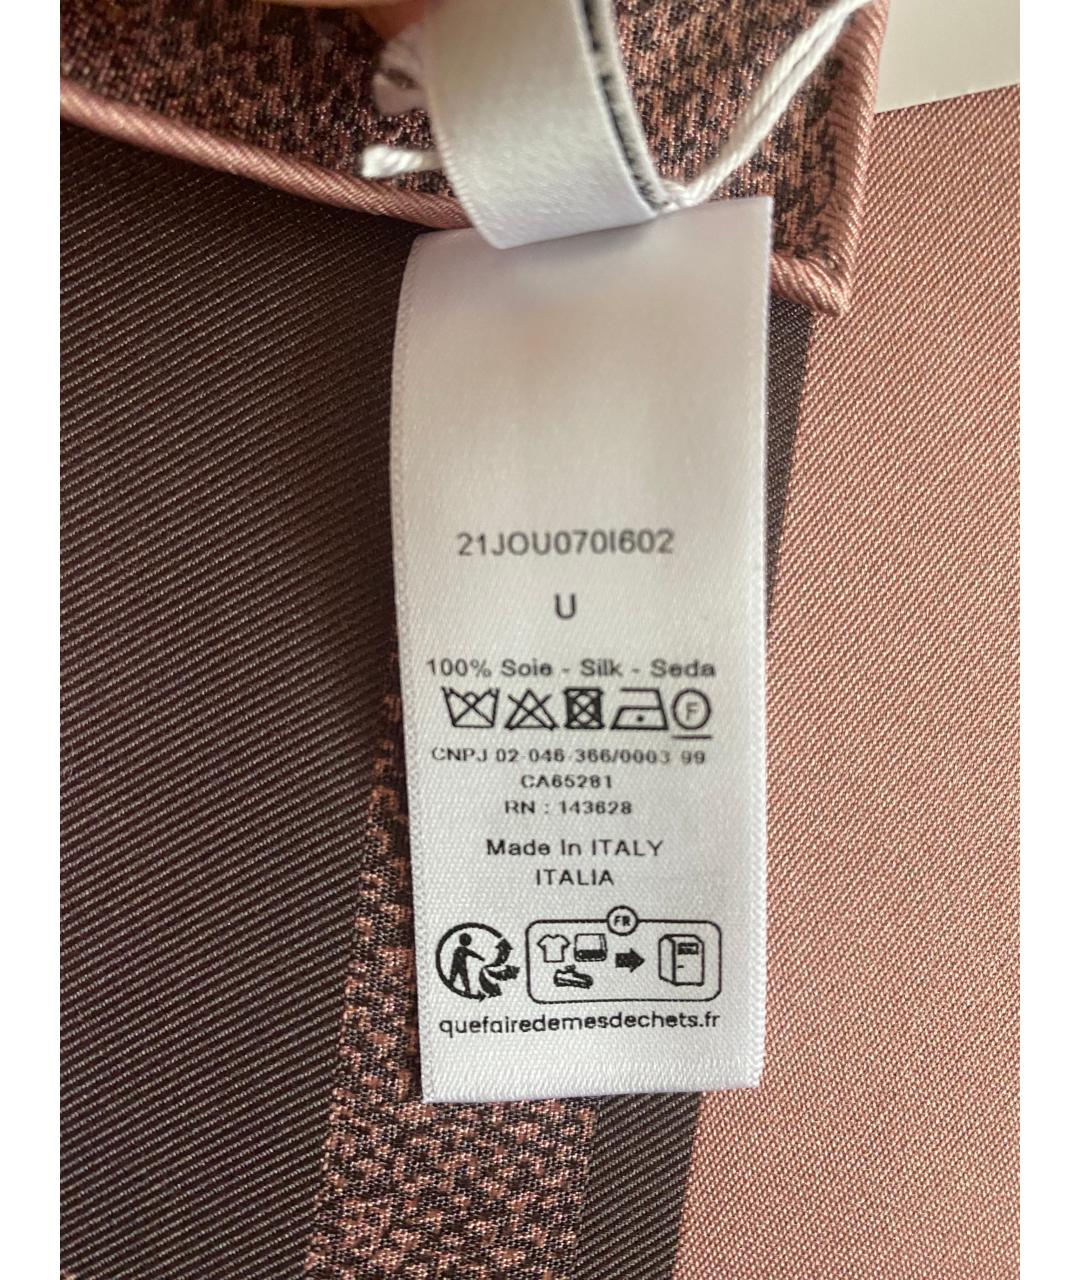 21JOU070I602
U
100% Soie - Silk - Seda
F
CNPJ 02 046 366/0003 99
CA65281
RN : 143628
Made In ITALY
ITALIA
FR
quefairedemesdechets.fr